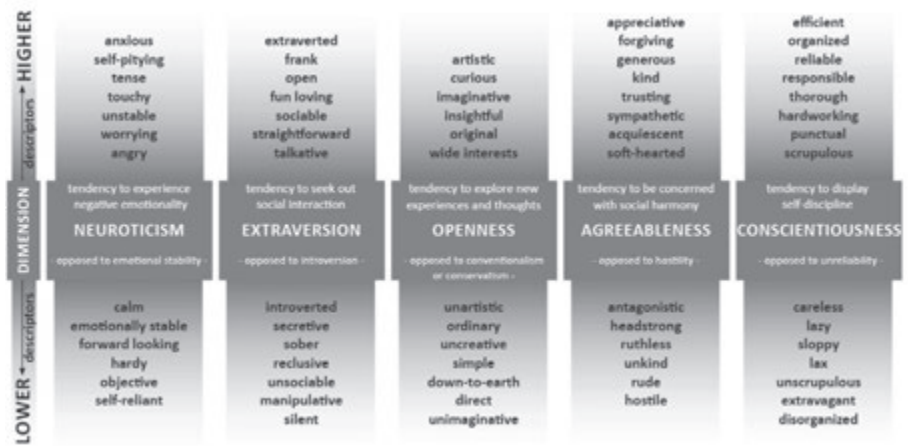 HIGHER
descriptors
DIMENSION
descriptors
LOWER
anxious
self-pitying
tense
touchy
unstable
worrying
angry
tendency to experience
negative emotionality
NEUROTICISM
- opposed to emotional stability -
calm
emotionally stable
forward looking
hardy
objective
self-reliant
extraverted
frank
open
fun loving
sociable
straightforward
talkative
tendency to seek out
social interaction
EXTRAVERSION
- opposed to introversion -
introverted
secretive
sober
reclusive
unsociable
manipulative
silent
artistic
curious
imaginative
insightful
original
wide interests
tendency to explore new
experiences and thoughts
OPENNESS
- opposed to conventionalism
or conservatism -
unartistic
ordinary
uncreative
simple
down-to-earth
direct
unimaginative
appreciative
forgiving
generous
kind
trusting
sympathetic
acquiescent
soft-hearted
tendency to be concerned
with social harmony
AGREEABLENESS
- opposed to hostility -
antagonistic
headstrong
ruthless
unkind
rude
hostile
efficient
organized
reliable
responsible
thorough
hardworking
punctual
scrupulous
tendency to display
self-discipline
CONSCIENTIOUSNESS
- opposed to unreliability -
careless
lazy
sloppy
lax
unscrupulous
extravagant
disorganized